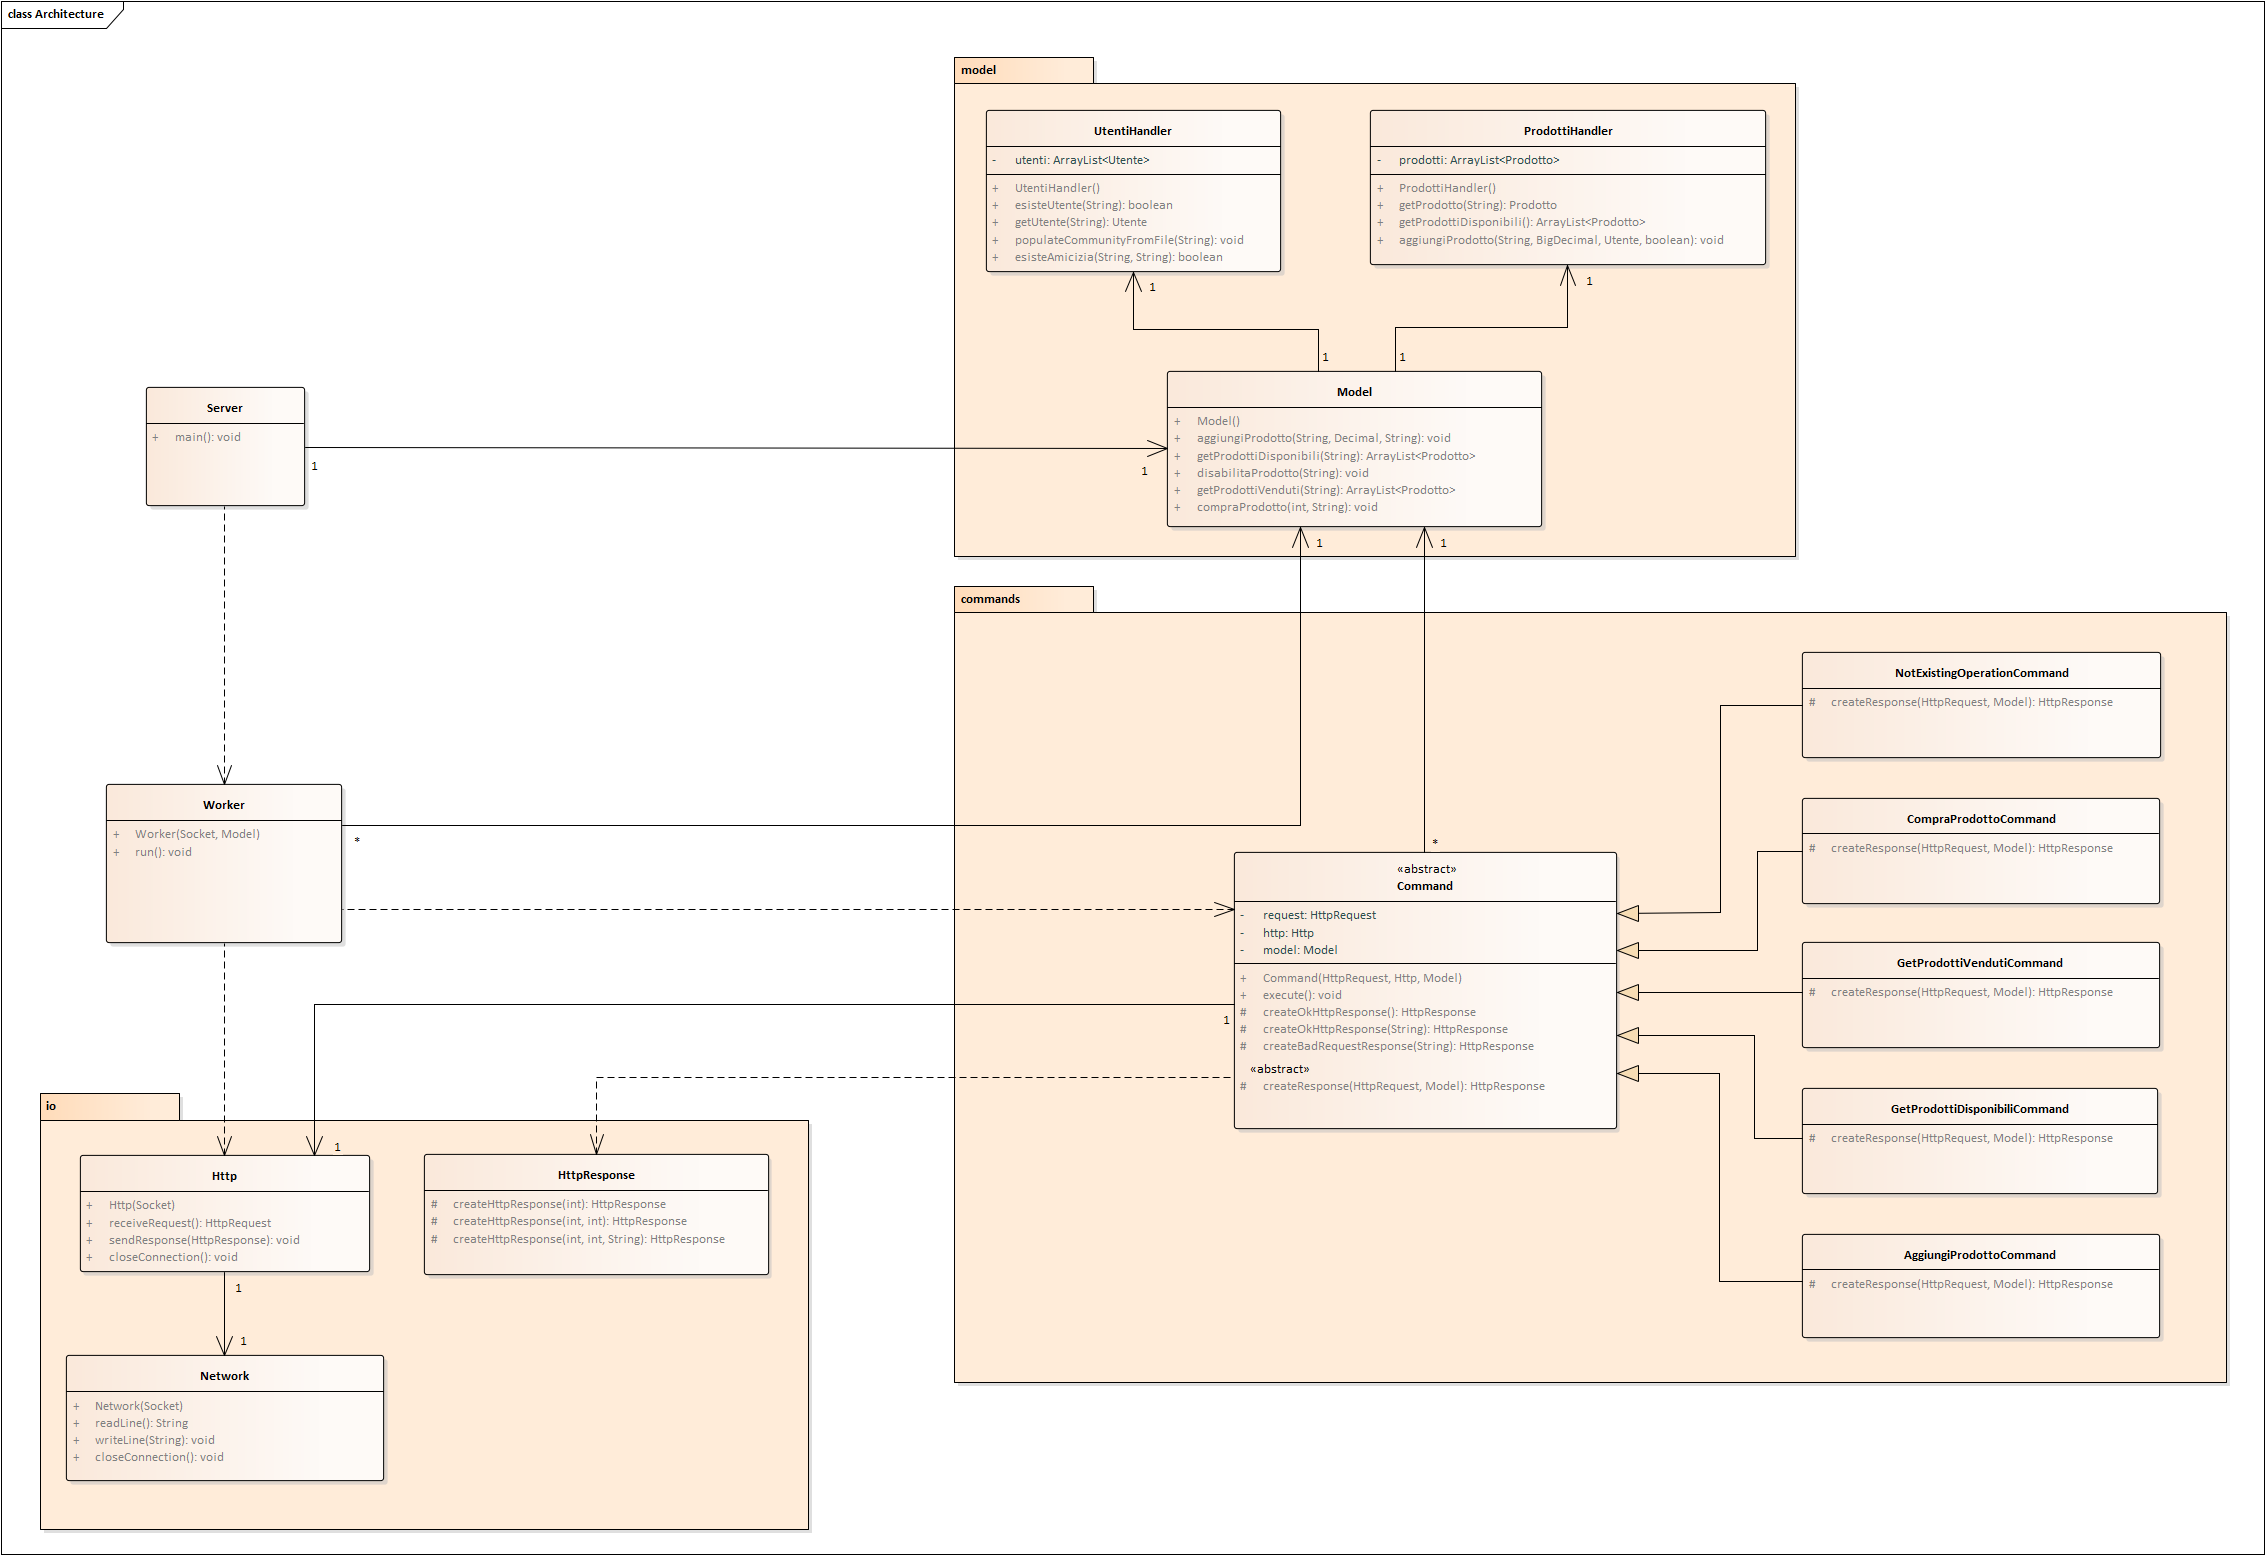 class Architecture
model
UtentiHandler
- utenti: ArrayList<Utente>
+ UtentiHandler()
+ esisteUtente(String): boolean
+ getUtente(String): Utente
+ populateCommunityFromFile(String): void
+ esisteAmicizia(String, String): boolean
ProdottiHandler
- prodotti: ArrayList<Prodotto>
+ ProdottiHandler()
+ getProdotto(String): Prodotto
+ getProdottiDisponibili(): ArrayList<Prodotto>
+ aggiungiProdotto(String, BigDecimal, Utente, boolean): void
1
1
1
1
Model
+ Model()
+ aggiungiProdotto(String, Decimal, String): void
+ getProdottiDisponibili(String): ArrayList<Prodotto>
+ disabilitaProdotto(String): void
+ getProdottiVenduti(String): ArrayList<Prodotto>
+ compraProdotto(int, String): void
Server
+ main(): void
1
1
1
1
commands
NotExistingOperationCommand
# createResponse(HttpRequest, Model): HttpResponse
Worker
+ Worker(Socket, Model)
+ run(): void
*
*
CompraProdottoCommand
# createResponse(HttpRequest, Model): HttpResponse
«abstract»
Command
- request: HttpRequest
- http: Http
- model: Model
+ Command(HttpRequest, Http, Model)
+ execute(): void
# createOkHttpResponse(): HttpResponse
# createOkHttpResponse(String): HttpResponse
# createBadRequestResponse(String): HttpResponse
«abstract»
# createResponse(HttpRequest, Model): HttpResponse
1
GetProdottiVendutiCommand
# createResponse(HttpRequest, Model): HttpResponse
GetProdottiDisponibiliCommand
# createResponse(HttpRequest, Model): HttpResponse
AggiungiProdottoCommand
# createResponse(HttpRequest, Model): HttpResponse
io
1
Http
+ Http(Socket)
+ receiveRequest(): HttpRequest
+ sendResponse(HttpResponse): void
+ closeConnection(): void
HttpResponse
# createHttpResponse(int): HttpResponse
# createHttpResponse(int, int): HttpResponse
# createHttpResponse(int, int, String): HttpResponse
1
1
Network
+ Network(Socket)
+ readLine(): String
+ writeLine(String): void
+ closeConnection(): void